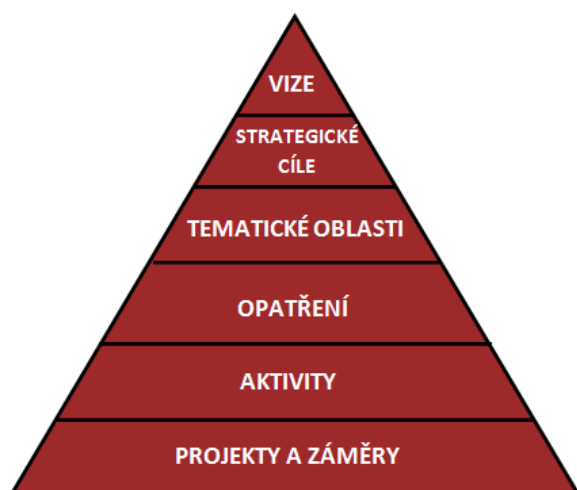 VIZE
STRATEGICKÉ
CÍLE
TEMATICKÉ OBLASTI
OPATŘENÍ
AKTIVITY
PROJEKTY A ZÁMĚRY